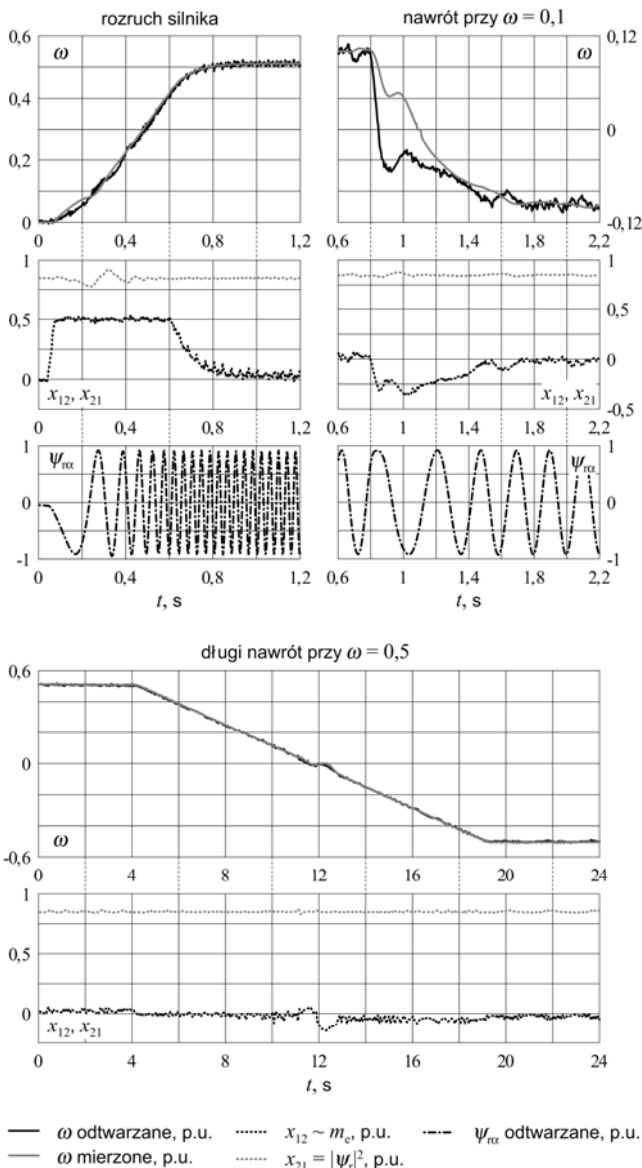 rozruch silnika
nawrót przy ω = 0,1
0,6
ω
0,4
0,2
0
0 0,4 0,8 1,2
ω
0,12
0
-0,12
0,6 1 1,4 1,8 2,2
1
0,5
0
x₁₂, x₂₁
0 0,4 0,8 1,2
1
0,5
0
x₁₂, x₂₁
-0,5
0,6 1 1,4 1,8 2,2
1
ψrα
0
-1
0 0,4 0,8 1,2
t, s
1
ψrα
0
-1
0,6 1 1,4 1,8 2,2
t, s
długi nawrót przy ω = 0,5
0,6
0
-0,6
ω
0 4 8 12 16 20 24
1
0,5
0
x₁₂, x₂₁
0 4 8 12 16 20 24
t, s
ω odtwarzane, p.u.
x₁₂ ~ mₑ, p.u.
ψrα odtwarzane, p.u.
ω mierzone, p.u.
x₂₁ = |ψr|², p.u.